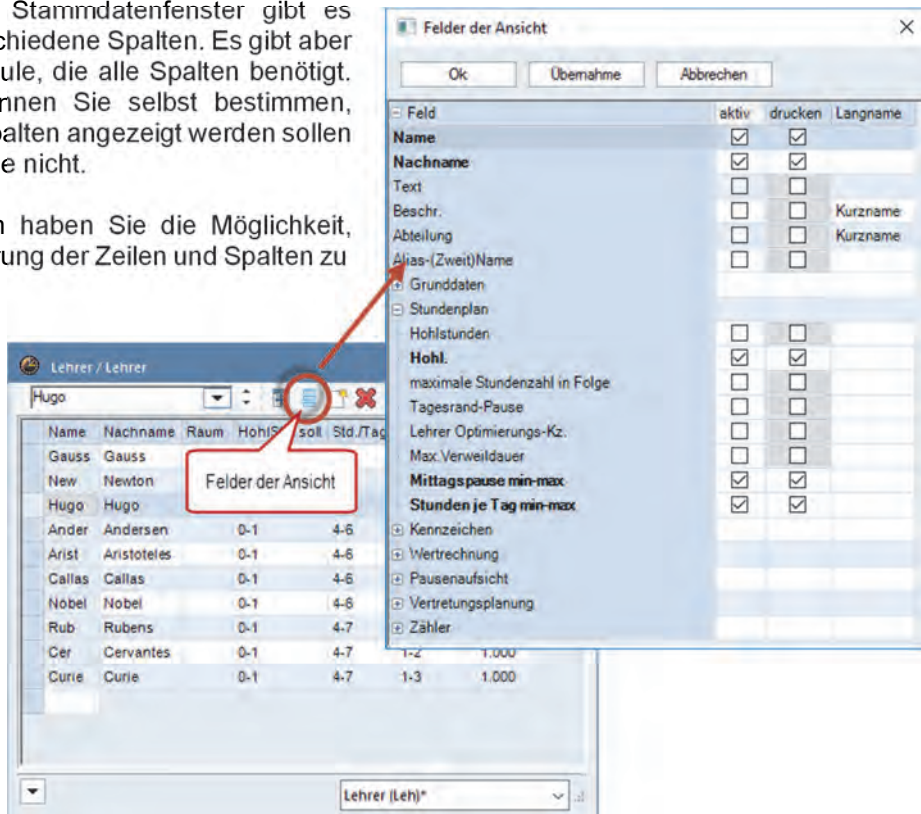 Stammdatenfenster gibt es
chiedene Spalten. Es gibt aber
ule, die alle Spalten benötigt.
nnen Sie selbst bestimmen,
palten angezeigt werden sollen
e nicht.
haben Sie die Möglichkeit,
rung der Zeilen und Spalten zu
Felder der Ansicht
Ok Übernahme Abbrechen
Feld aktiv drucken Langname
Name
Nachname
Text
Beschr. Kurzname
Abteilung Kurzname
Alias-(Zweit)Name
Grunddaten
Stundenplan
Hohlstunden
Hohl.
maximale Stundenzahl in Folge
Tagesrand-Pause
Lehrer Optimierungs-Kz.
Max.Verweildauer
Mittagspause min-max
Stunden je Tag min-max
Kennzeichen
Wertrechnung
Pausenaufsicht
Vertretungsplanung
Zähler
Lehrer / Lehrer
Hugo
Name Nachname Raum soll Std./Tag
Gauss Gauss
New Newton
Hugo Hugo
Felder der Ansicht
Ander Andersen 0-1 4-6
Arist Aristoteles 0-1 4-6
Callas Callas 0-1 4-6
Nobel Nobel 0-1 4-6
Rub Rubens 0-1 4-7
Cer Cervantes 0-1 4-7 1-2 1.000
Curie Curie 0-1 4-7 1-3 1.000
Lehrer (Leh)*